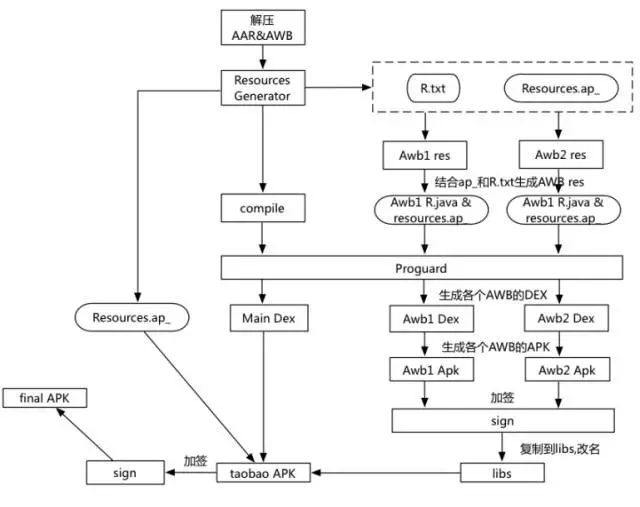 解压
AAR&AWB
Resources
Generator
R.txt
Resources.ap_
Awb1 res
Awb2 res
结合ap_和R.txt生成AWB res
compile
Awb1 R.java &
resources.ap_
Awb1 R.java &
resources.ap_
Proguard
生成各个AWB的DEX
Resources.ap_
Main Dex
Awb1 Dex
Awb2 Dex
生成各个AWB的APK
Awb1 Apk
Awb2 Apk
final APK
加签
sign
复制到libs,改名
加签
sign
taobao APK
libs